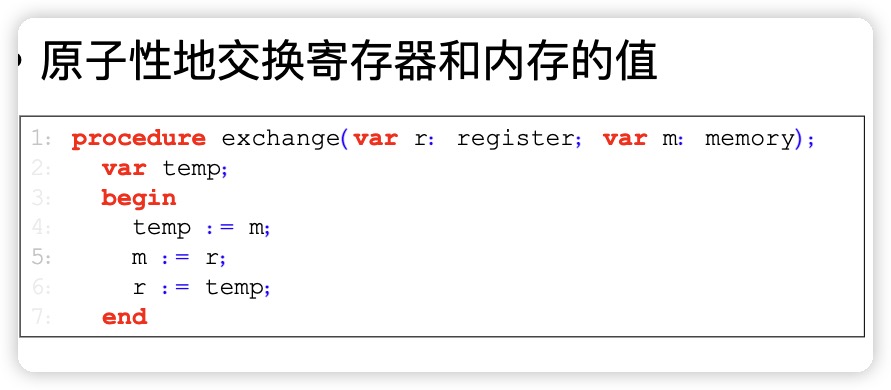 • 原子性地交换寄存器和内存的值
1: procedure exchange(var r: register; var m: memory);
2: var temp;
3: begin
4: temp := m;
5: m := r;
6: r := temp;
7: end